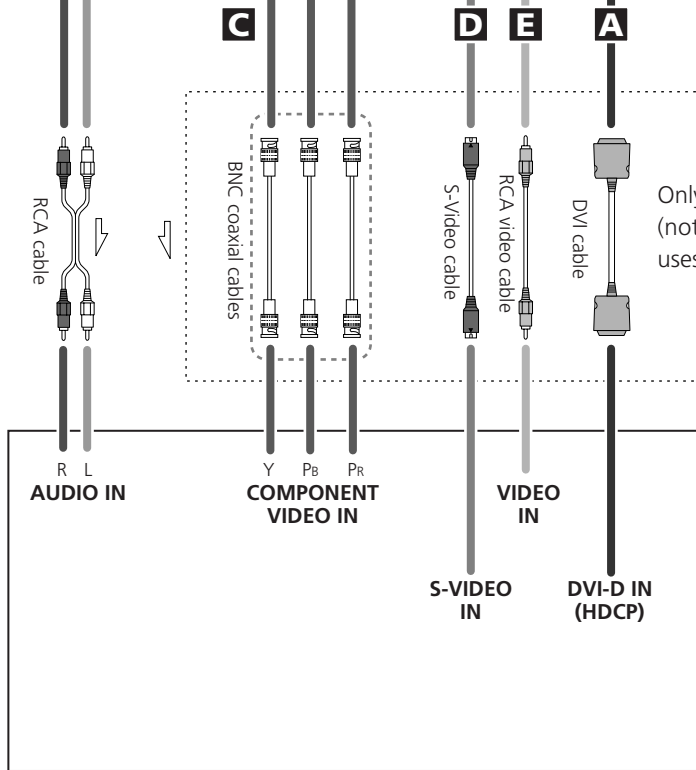 C D E A
RCA cable
BNC coaxial cables
S-Video cable
RCA video cable
DVI cable
Only
(not
uses
R L
AUDIO IN
Y PB PR
COMPONENT
VIDEO IN
VIDEO
IN
S-VIDEO
IN
DVI-D IN
(HDCP)